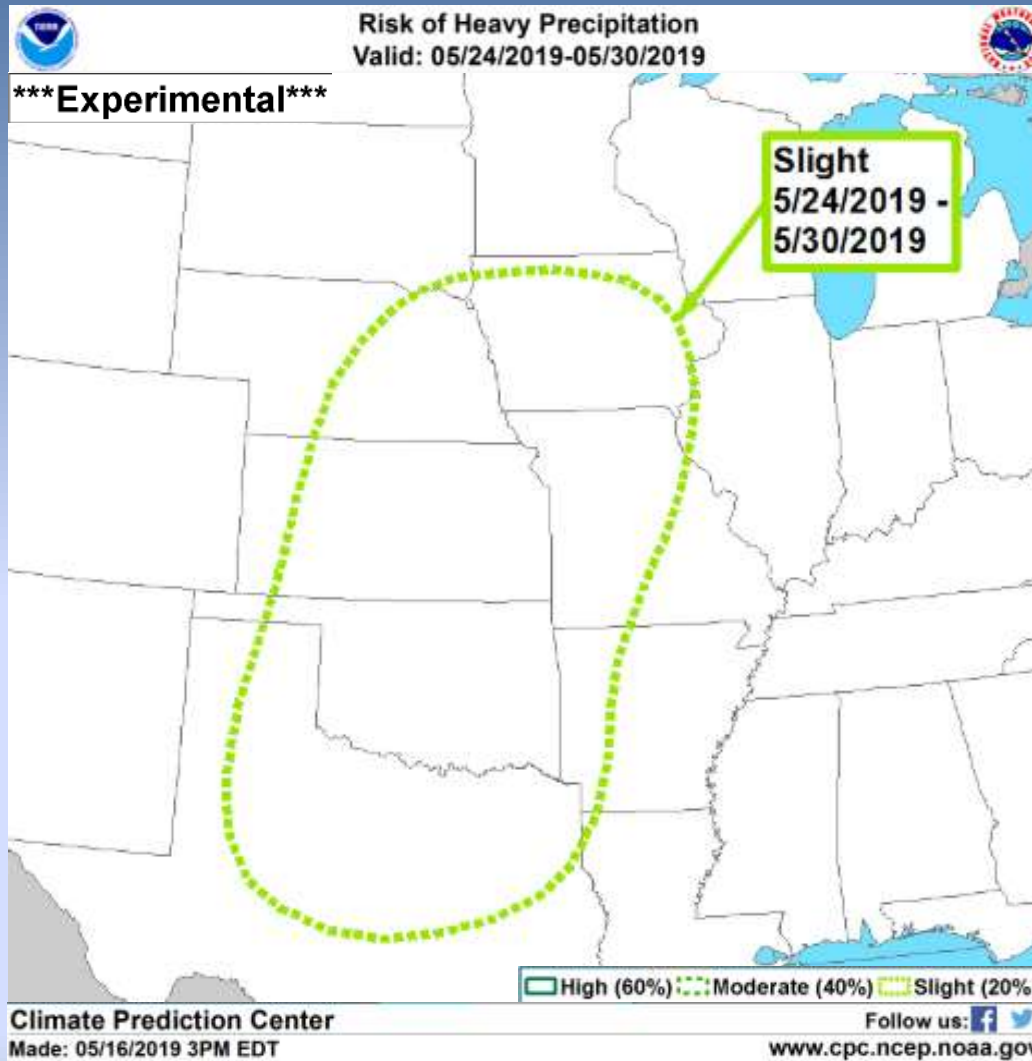 Risk of Heavy Precipitation
Valid: 05/24/2019-05/30/2019
***Experimental***
Slight
5/24/2019 -
5/30/2019
High (60%) Moderate (40%) Slight (20%
Climate Prediction Center
Follow us:
Made: 05/16/2019 3PM EDT
www.cpc.ncep.noaa.gov